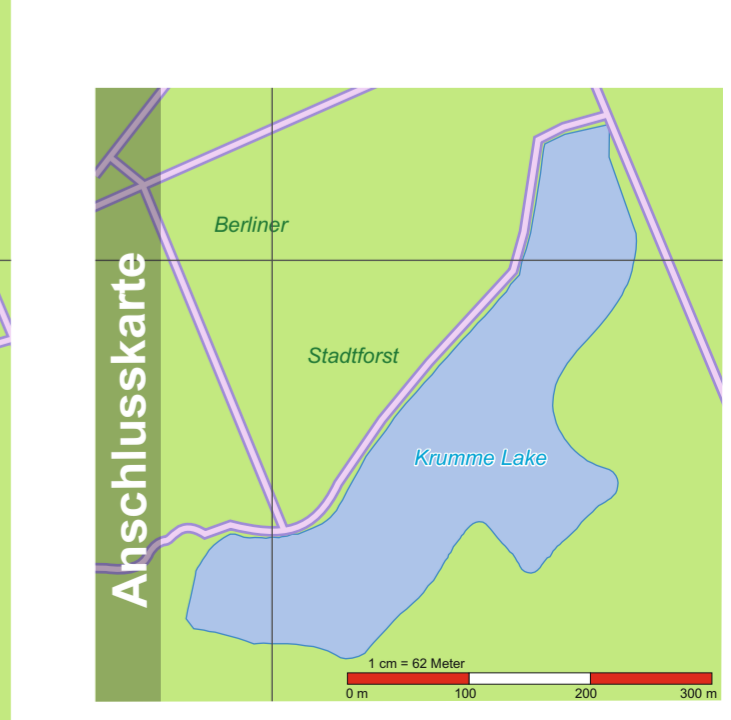 Anschlusskarte
Berliner
Stadtforst
Krumme Lake
1 cm = 62 Meter
0 m 100 200 300 m